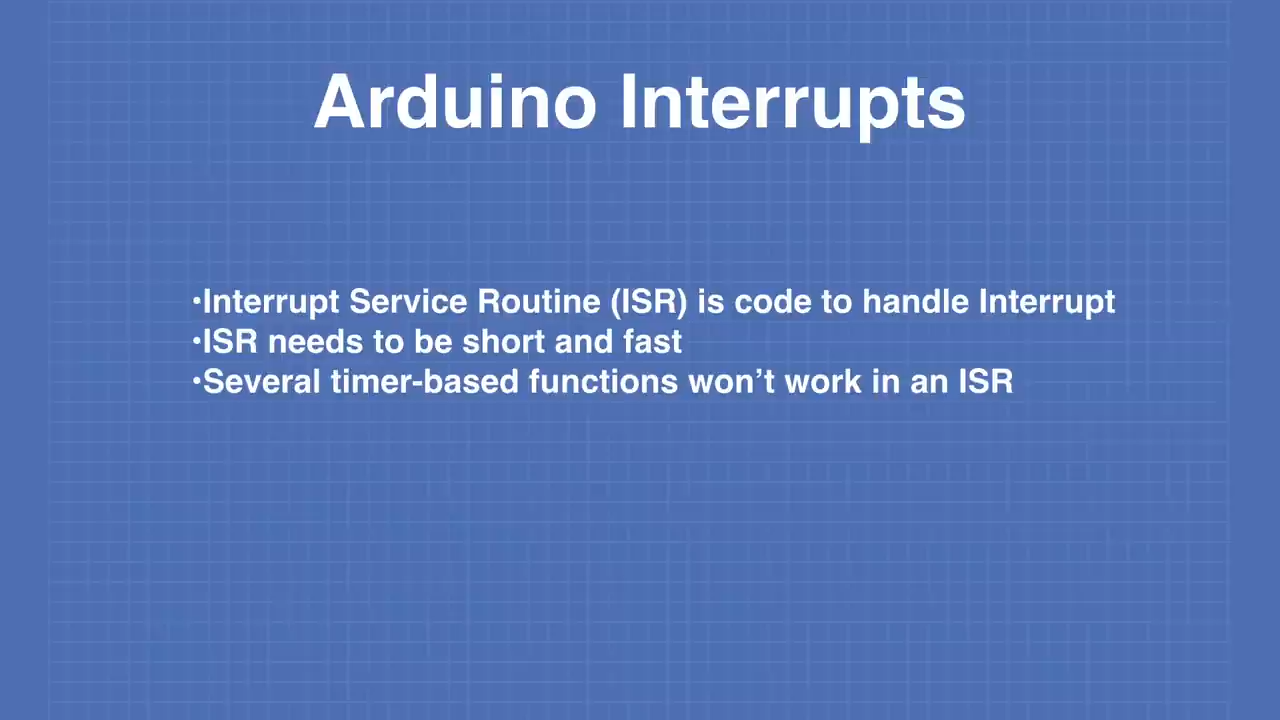 Arduino Interrupts
•Interrupt Service Routine (ISR) is code to handle Interrupt
•ISR needs to be short and fast
•Several timer-based functions won’t work in an ISR